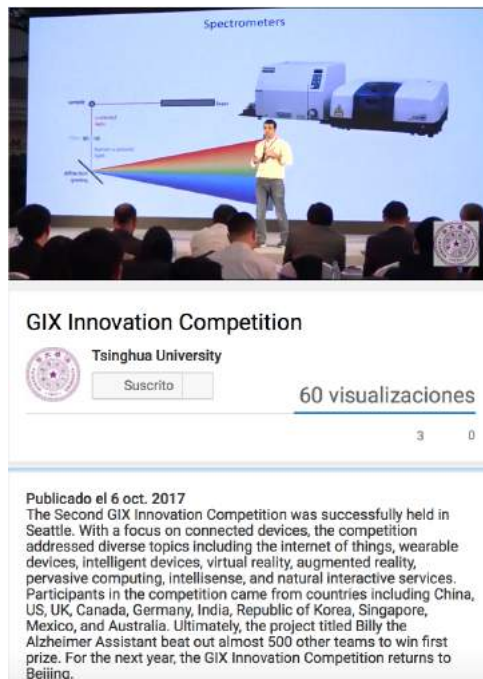 Spectrometers
GIX Innovation Competition
Tsinghua University
Suscrito
60 visualizaciones
3 0
Publicado el 6 oct. 2017
The Second GIX Innovation Competition was successfully held in
Seattle. With a focus on connected devices, the competition
addressed diverse topics including the internet of things, wearable
devices, intelligent devices, virtual reality, augmented reality,
pervasive computing, intellisense, and natural interactive services.
Participants in the competition came from countries including China,
US, UK, Canada, Germany, India, Republic of Korea, Singapore,
Mexico, and Australia. Ultimately, the project titled Billy the
Alzheimer Assistant beat out almost 500 other teams to win first
prize. For the next year, the GIX Innovation Competition returns to
Beijing.